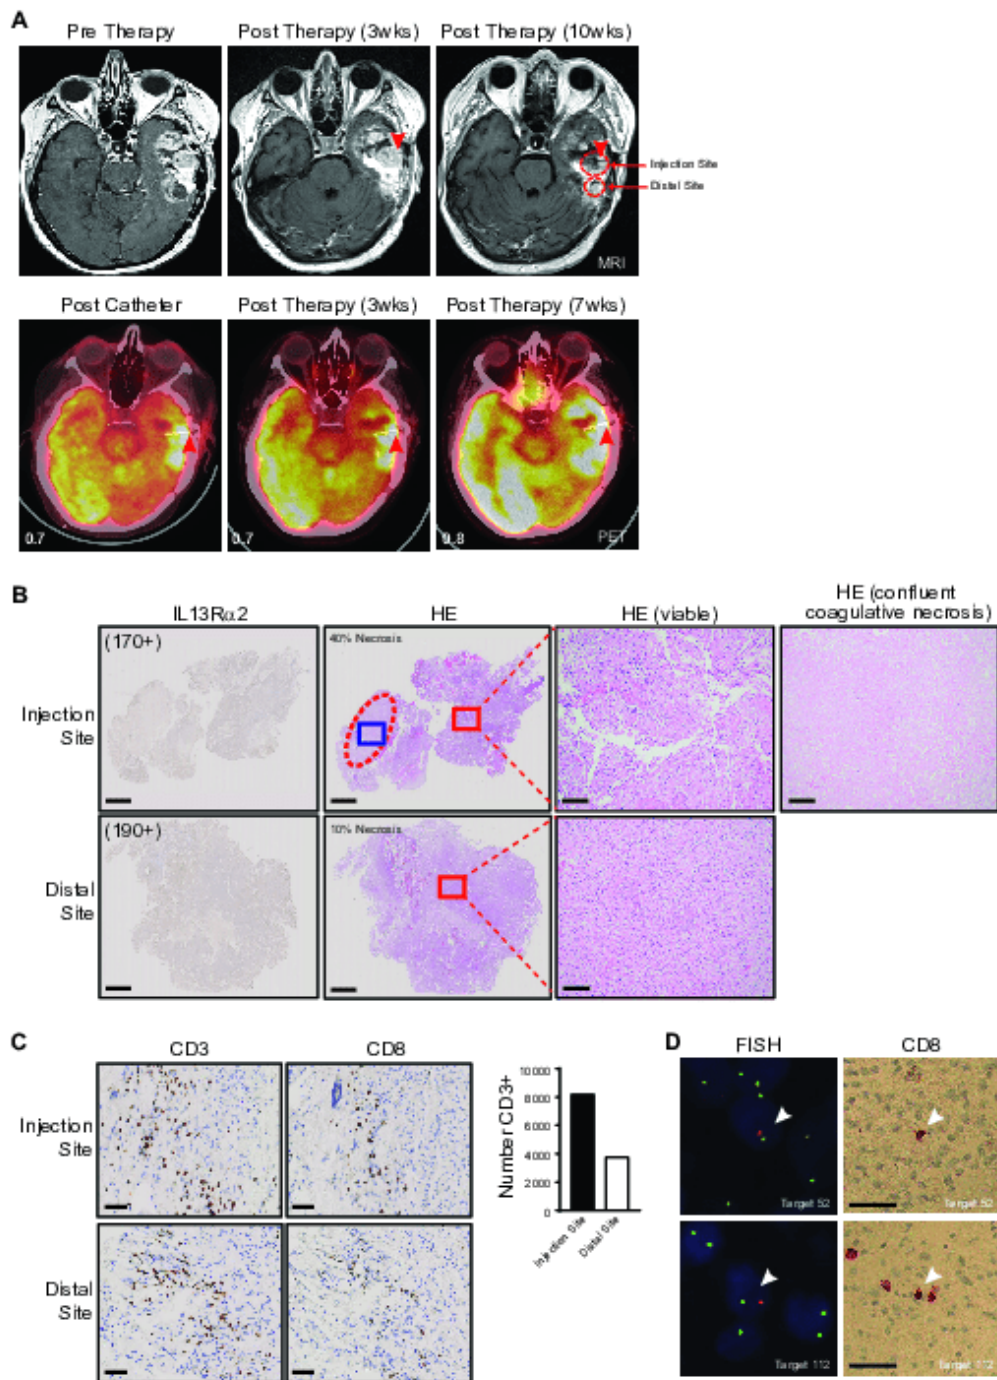 A
Pre Therapy
Post Therapy (3wks)
Post Therapy (10wks)
Injection Site
Distal Site
MRI
Post Catheter
Post Therapy (3wks)
Post Therapy (7wks)
0.7
0.7
0.8
PET
B
IL13Rα2
HE
HE (viable)
HE (confluent
coagulative necrosis)
Injection
Site
(170+)
40% Necrosis
Distal
Site
(190+)
10% Necrosis
C
CD3
CD8
Injection
Site
Distal
Site
Number CD3+
10000
8000
6000
4000
2000
0
Injection Site
Distal Site
D
FISH
CD8
Target 52
Target 52
Target 112
Target 112